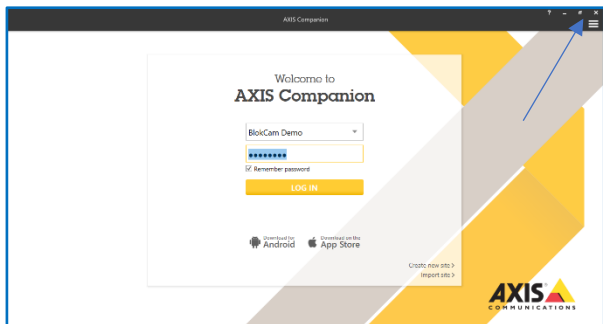 AXIS Companion
Welcome to
AXIS Companion
BlokCam Demo
Remember password
LOG IN
Download for
Android
Download on the
App Store
Create new site >
Import site >
AXIS
COMMUNICATIONS